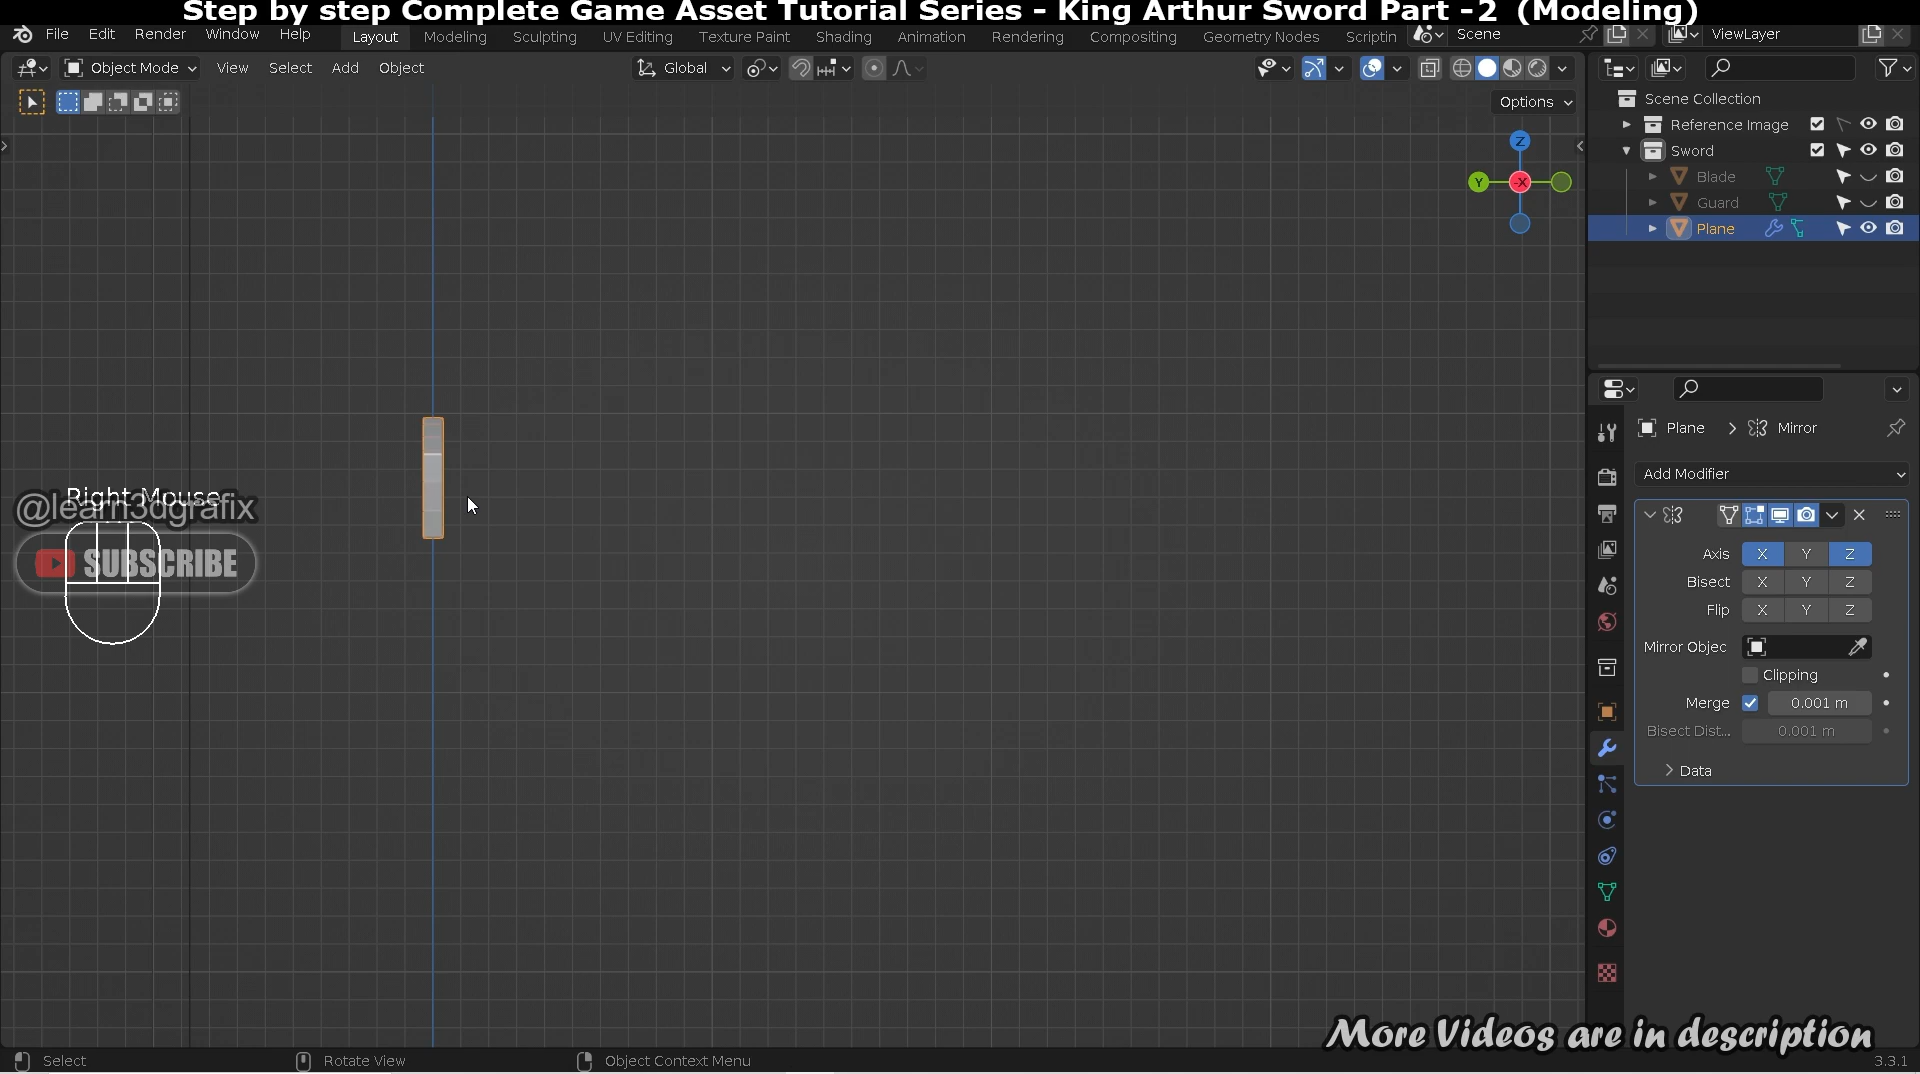 Step by step Complete Game Asset Tutorial Series - King Arthur Sword Part -2 (Modeling)
File Edit Render Window Help Layout Modeling Sculpting UV Editing Texture Paint Shading Animation Rendering Compositing Geometry Nodes Scriptin Scene ViewLayer
Object Mode View Select Add Object Global
Options
Scene Collection
Reference Image
Sword
Blade
Guard
Plane
Z
Y
-X
Plane > Mirror
Add Modifier
Axis X Y Z
Bisect X Y Z
Flip X Y Z
Mirror Objec
Clipping
Merge 0.001 m
Bisect Dist... 0.001 m
Data
Right Mouse
@learn3dgrafix
SUBSCRIBE
More Videos are in description
Select Rotate View Object Context Menu 3.3.1